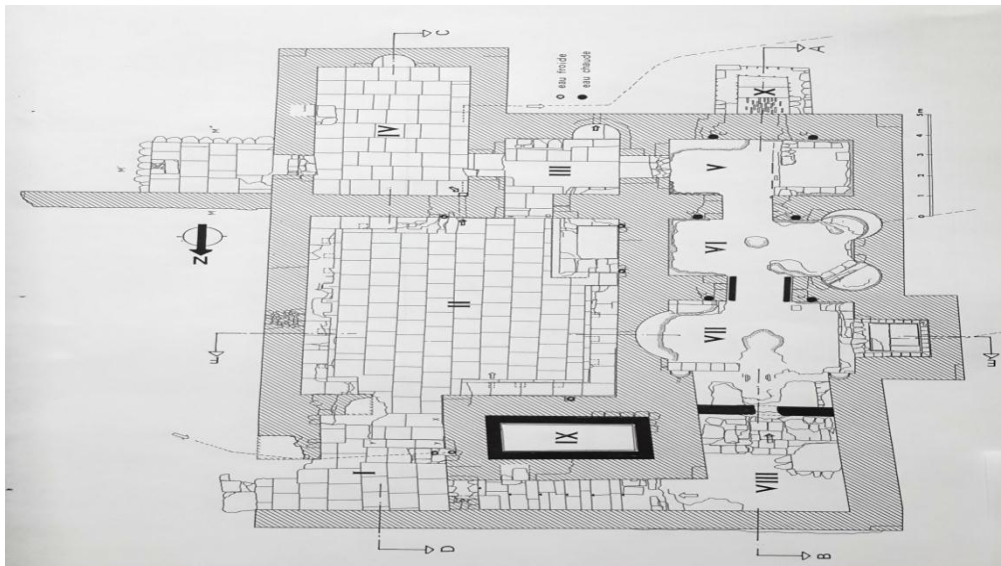 C
A
eau froide
eau chaude
X
IV
III
V
N
VI
II
VII
0 1 2 3 4 5m
F
E
IX
I
VIII
D
B